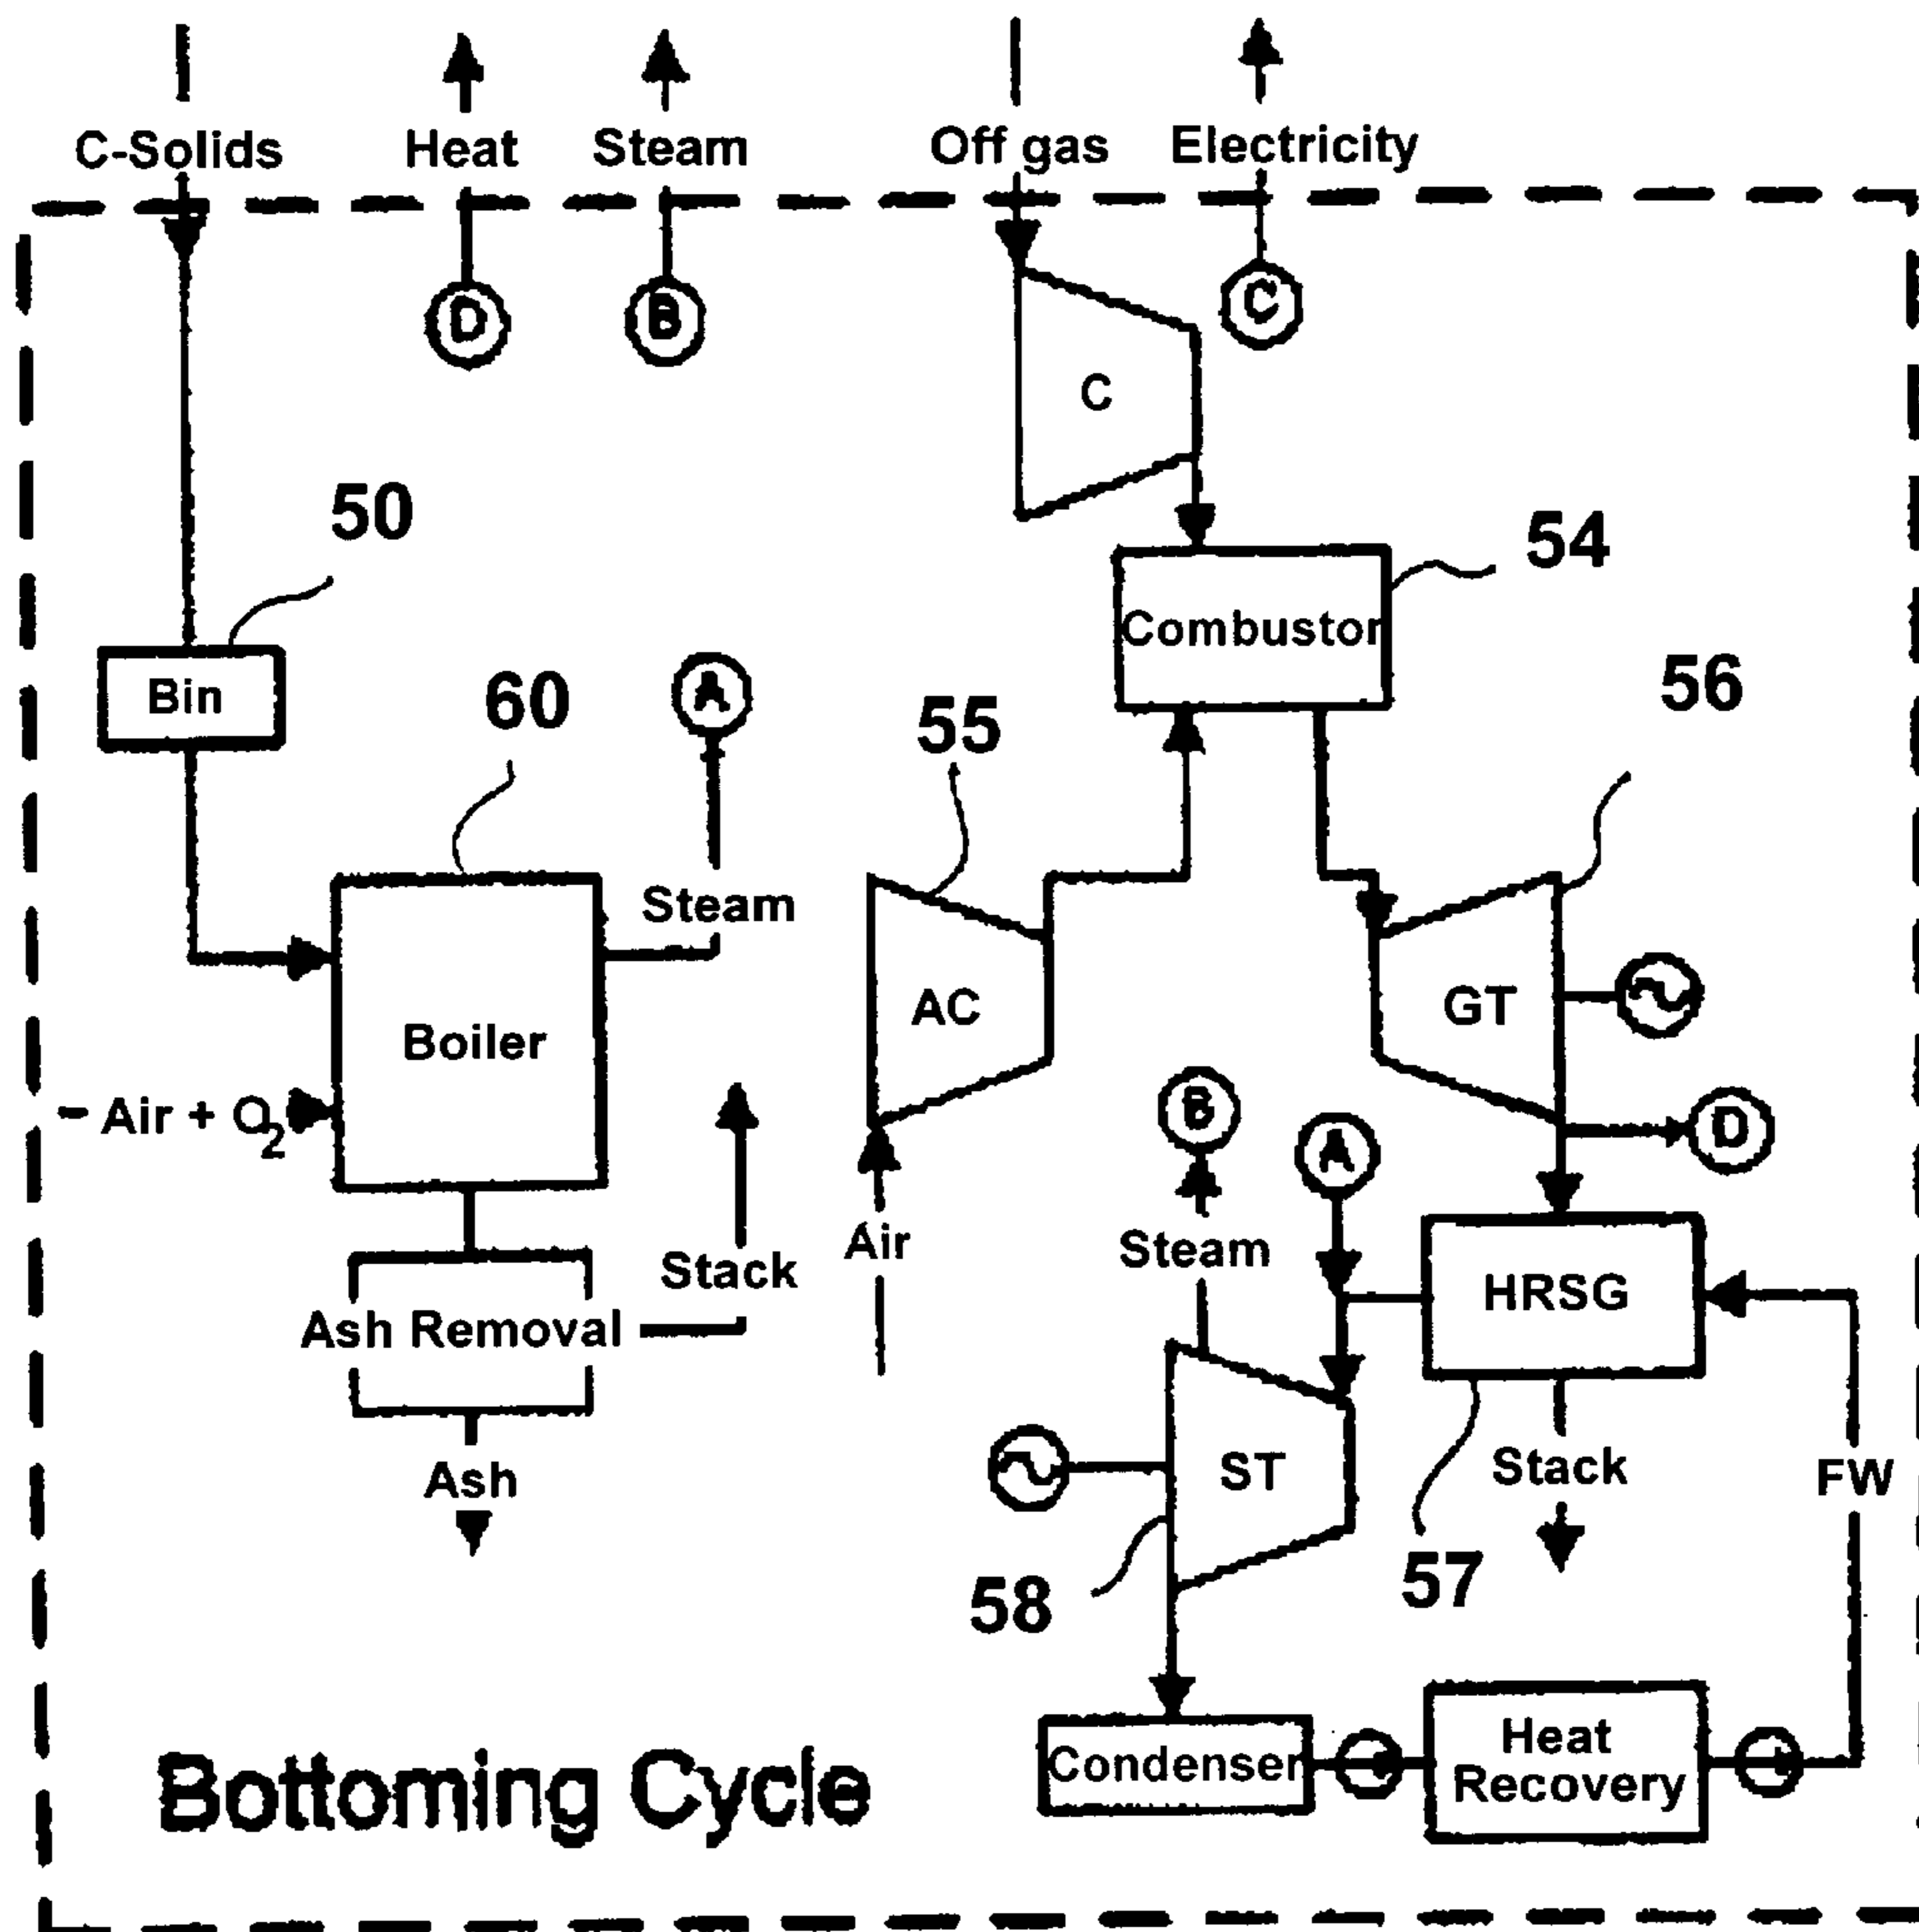 C-Solids Heat Steam Off gas Electricity
D B C
C
50
54
Combustor
Bin
60
A
55
56
Steam
AC
GT
Boiler
Air + O2
B
A
D
Stack
Air
Steam
HRSG
Ash Removal
Ash
ST
Stack
FW
58
57
Condenser
Heat
Recovery
Bottoming Cycle